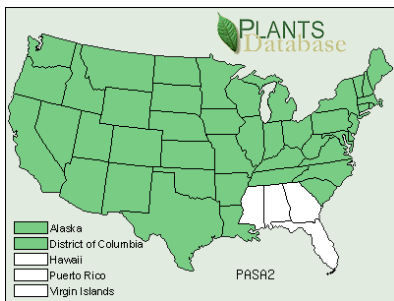 PLANTS
Database
Alaska
District of Columbia
Hawaii
Puerto Rico
Virgin Islands
PASA2